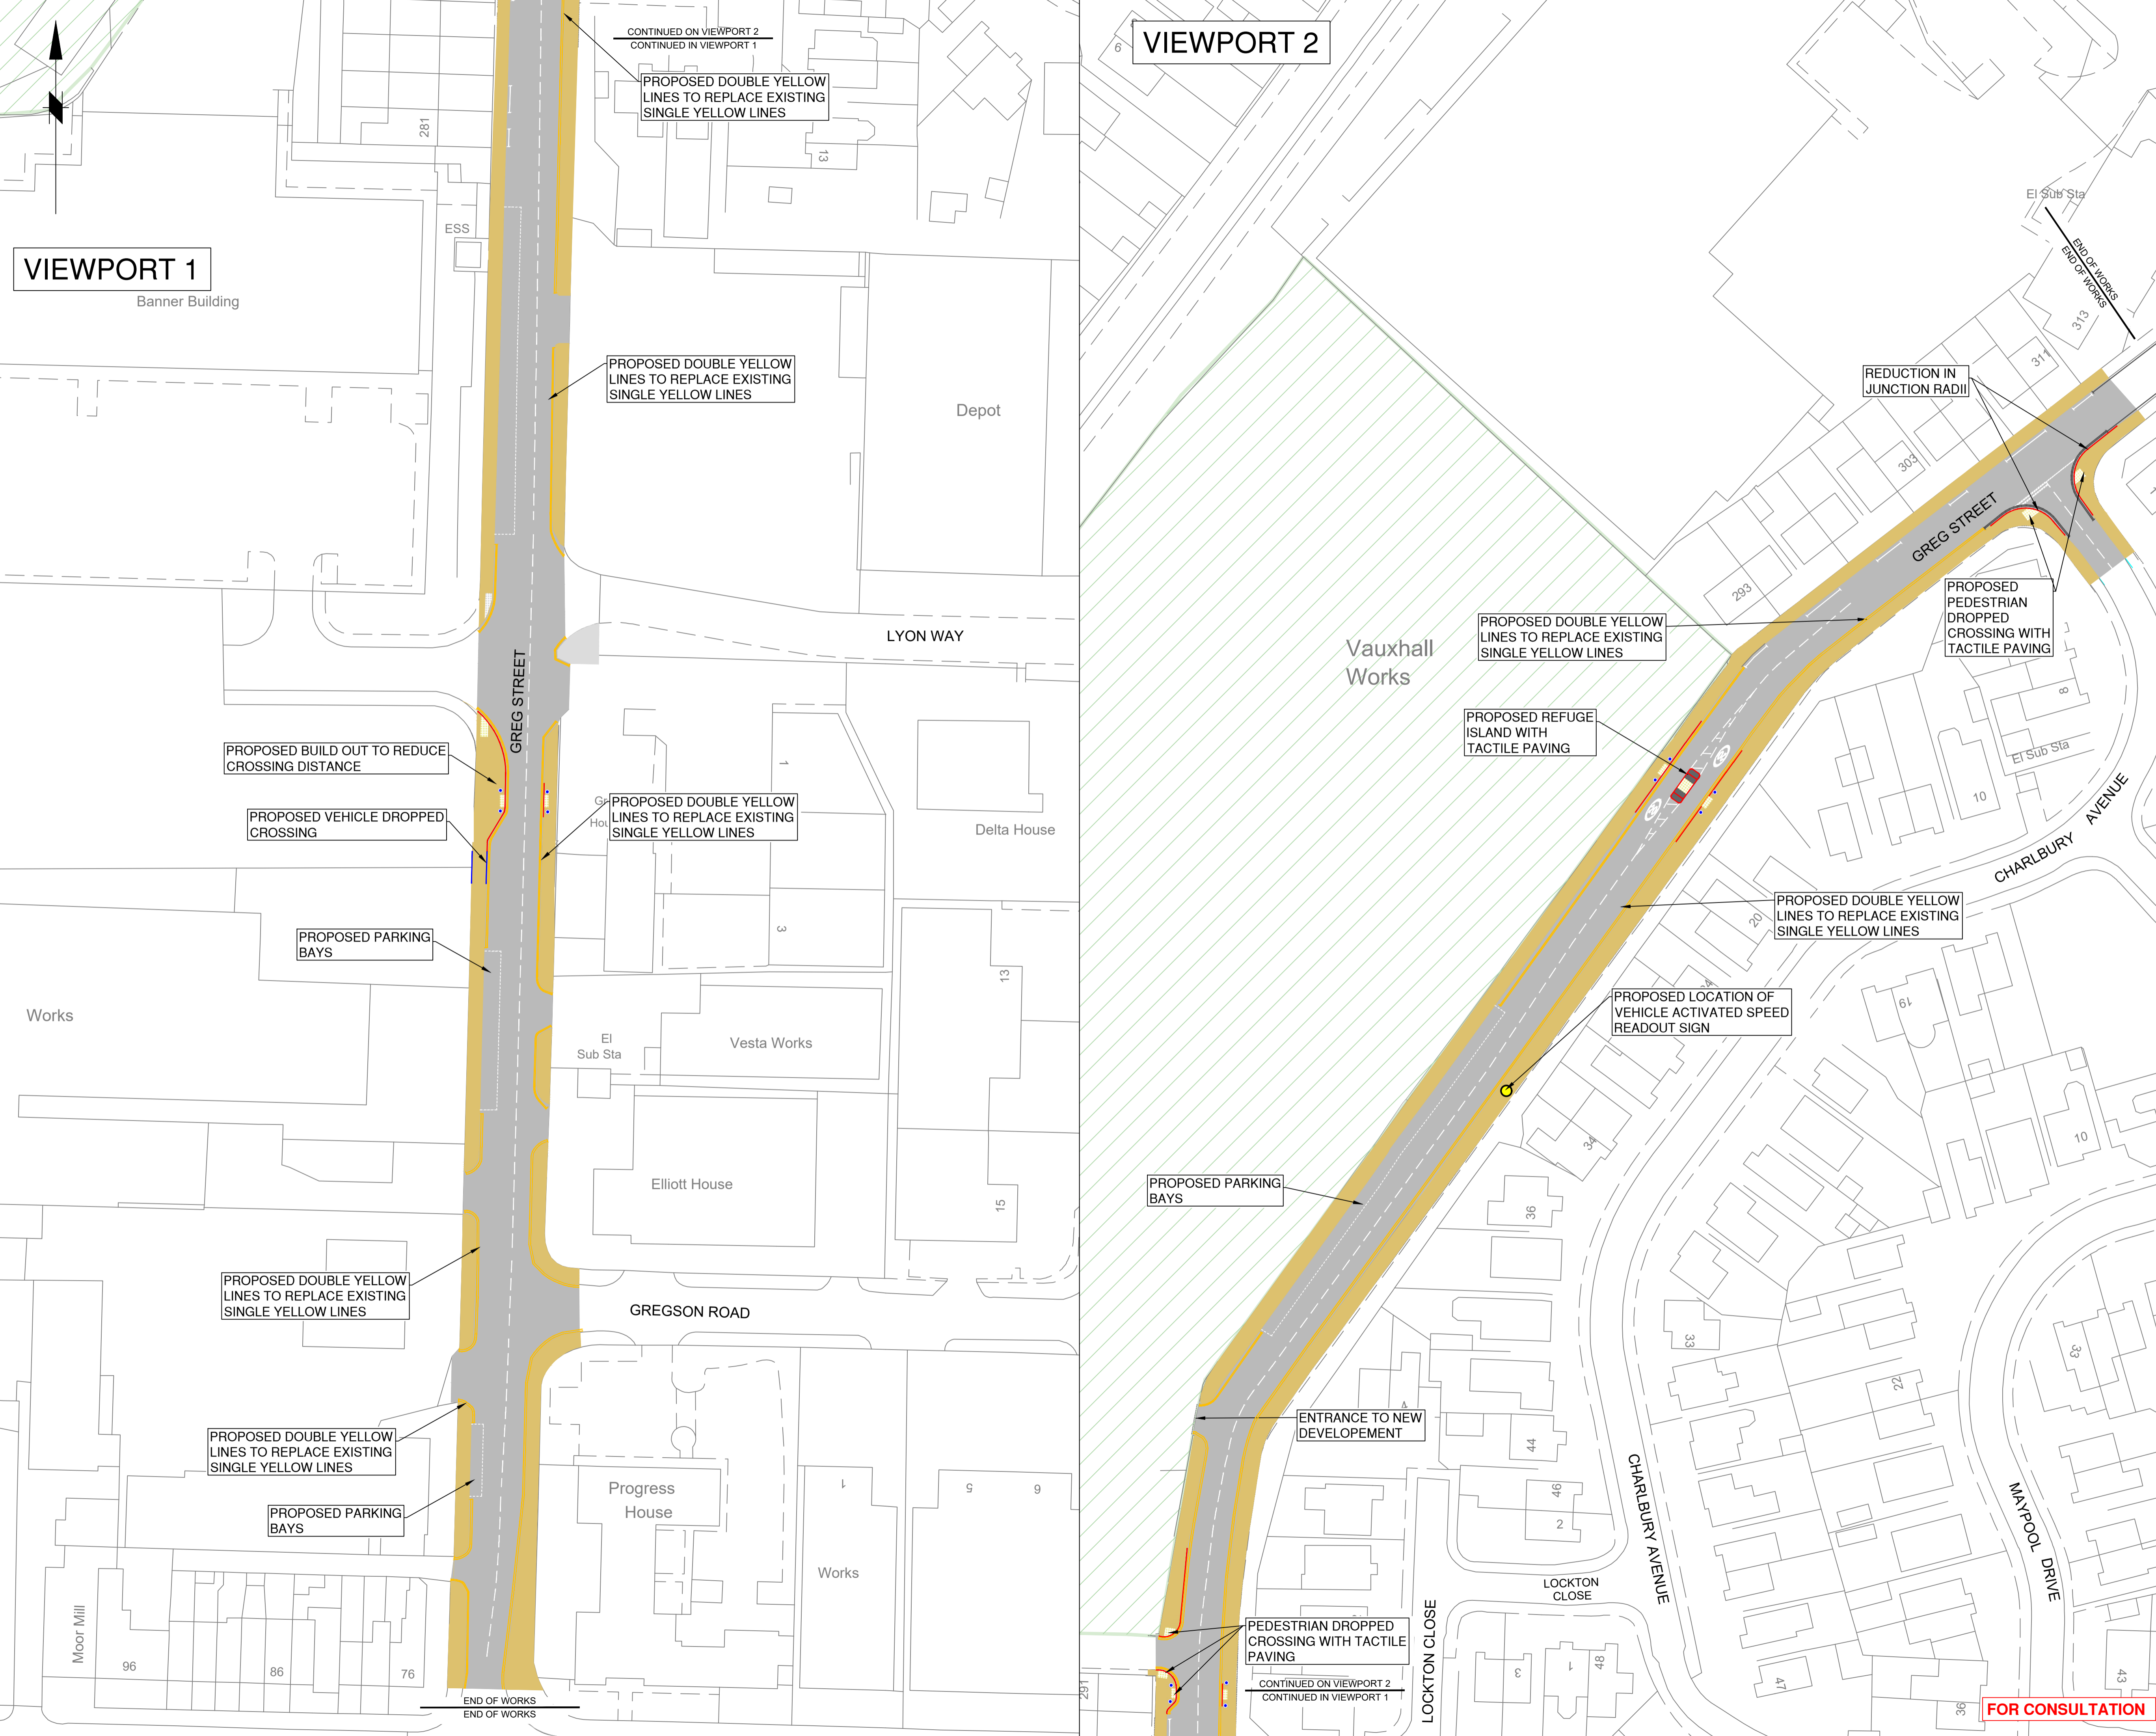 CONTINUED ON VIEWPORT 2
CONTINUED IN VIEWPORT 1
PROPOSED DOUBLE YELLOW
LINES TO REPLACE EXISTING
SINGLE YELLOW LINES
281
13
ESS
VIEWPORT 1
Banner Building
PROPOSED DOUBLE YELLOW
LINES TO REPLACE EXISTING
SINGLE YELLOW LINES
Depot
LYON WAY
GREG STREET
PROPOSED BUILD OUT TO REDUCE
CROSSING DISTANCE
1
PROPOSED VEHICLE DROPPED
CROSSING
PROPOSED DOUBLE YELLOW
LINES TO REPLACE EXISTING
SINGLE YELLOW LINES
Delta House
PROPOSED PARKING
BAYS
3
13
Works
El
Sub Sta
Vesta Works
Elliott House
15
PROPOSED DOUBLE YELLOW
LINES TO REPLACE EXISTING
SINGLE YELLOW LINES
GREGSON ROAD
PROPOSED DOUBLE YELLOW
LINES TO REPLACE EXISTING
SINGLE YELLOW LINES
PROPOSED PARKING
BAYS
Progress
House
1
5
6
Works
Moor Mill
96
86
76
END OF WORKS
END OF WORKS
VIEWPORT 2
6
El Sub Sta
END OF WORKS
END OF WORKS
313
311
REDUCTION IN
JUNCTION RADII
303
GREG STREET
293
PROPOSED
PEDESTRIAN
DROPPED
CROSSING WITH
TACTILE PAVING
PROPOSED DOUBLE YELLOW
LINES TO REPLACE EXISTING
SINGLE YELLOW LINES
Vauxhall
Works
8
PROPOSED REFUGE
ISLAND WITH
TACTILE PAVING
El Sub Sta
10
CHARLBURY AVENUE
PROPOSED DOUBLE YELLOW
LINES TO REPLACE EXISTING
SINGLE YELLOW LINES
20
19
PROPOSED LOCATION OF
VEHICLE ACTIVATED SPEED
READOUT SIGN
34
10
PROPOSED PARKING
BAYS
36
33
33
22
ENTRANCE TO NEW
DEVELOPEMENT
44
46
2
CHARLBURY AVENUE
MAYPOOL DRIVE
LOCKTON
CLOSE
LOCKTON CLOSE
PEDESTRIAN DROPPED
CROSSING WITH TACTILE
PAVING
3
1
48
47
36
43
291
CONTINUED ON VIEWPORT 2
CONTINUED IN VIEWPORT 1
FOR CONSULTATION